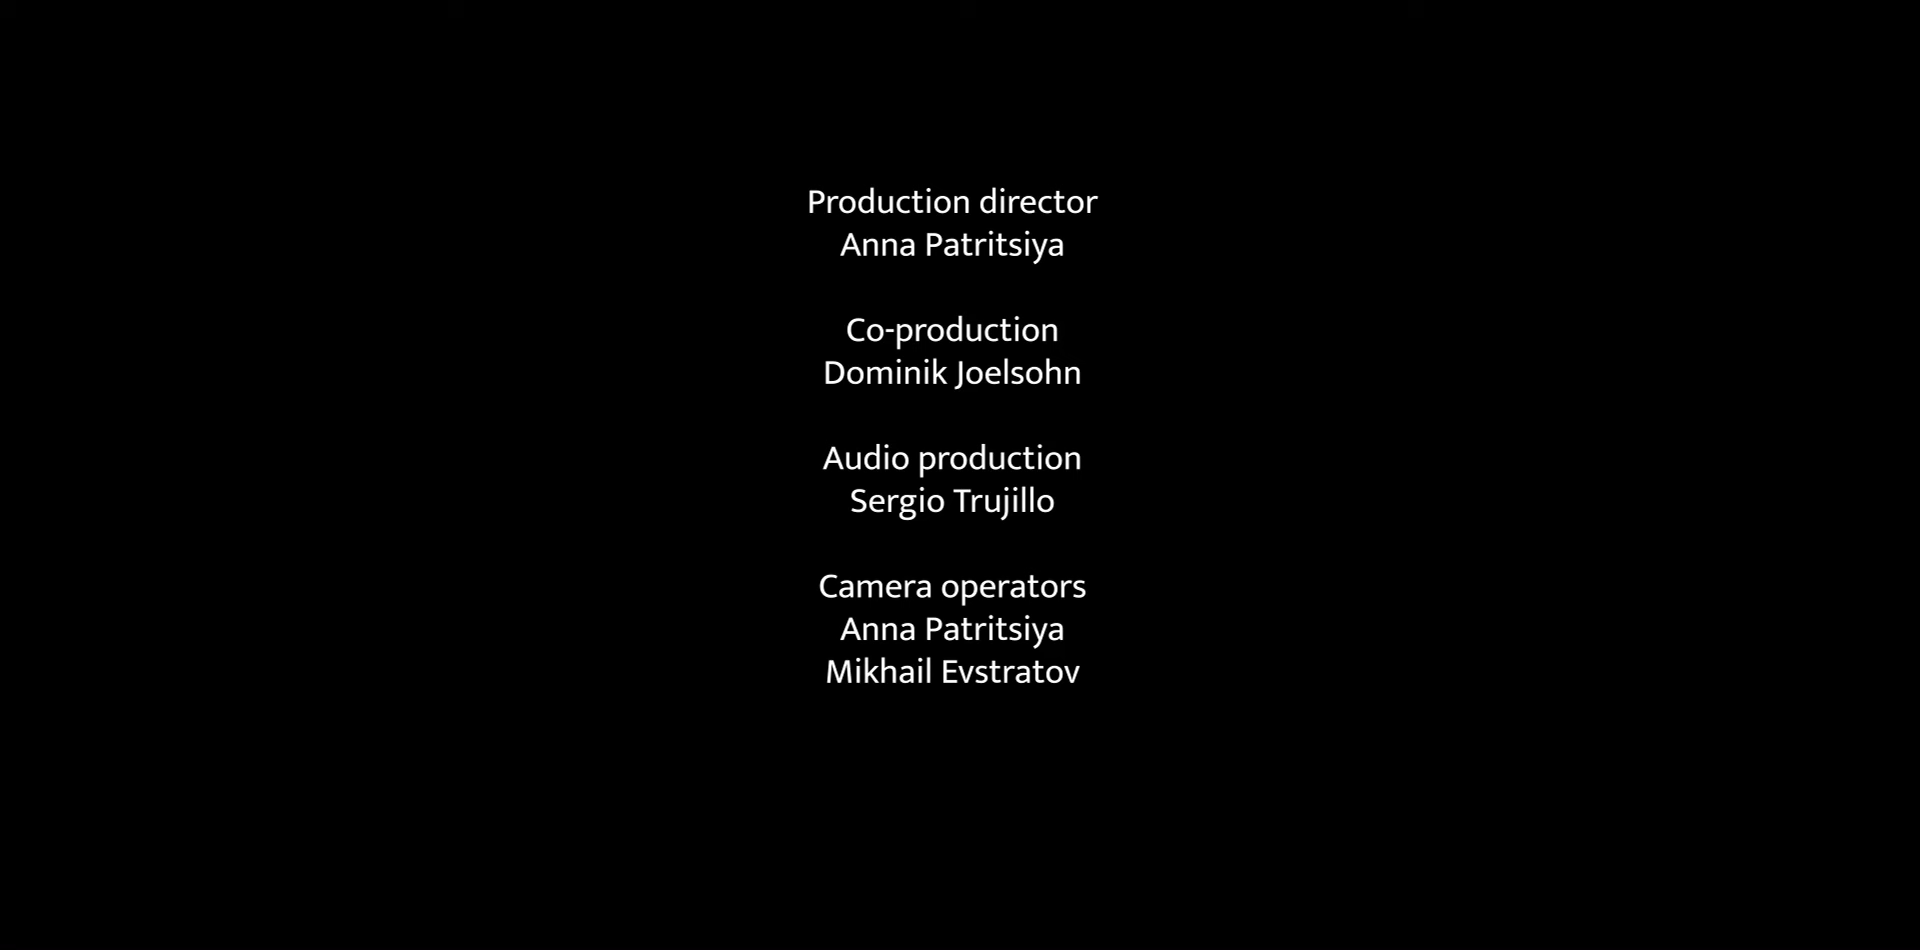 Production director
Anna Patritsiya
Co-production
Dominik Joelsohn
Audio production
Sergio Trujillo
Camera operators
Anna Patritsiya
Mikhail Evstratov